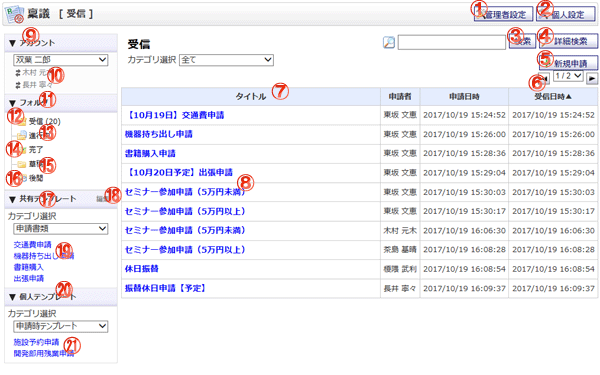 稟議 [ 受信 ]
① 管理者設定
② 個人設定
⑨
▼ アカウント
双葉 二郎
木村 元木
⑩
長井 寧々
▼ フォルダ
⑪
⑫ 受信 (20)
進行
⑬
⑭ 完了
草稿
⑮
⑯ 後閲
▼ 共有テンプレート
⑰
⑱
カテゴリ選択
申請書類
交通費申請
機器持ち出し申請
⑲
書籍購入
出張申請
▼ 個人テンプレート
⑳
カテゴリ選択
申請時テンプレート
施設予約申請
開発部用残業申請
㉑
受信
カテゴリ選択 全て
③ 検索
④ 詳細検索
⑤ 新規申請
⑥
1 / 2
タイトル ⑦ 申請者 申請日時 受信日時▲
【10月19日】交通費申請 東坂 文恵 2017/10/19 15:24:52 2017/10/19 15:24:52
機器持ち出し申請 東坂 文恵 2017/10/19 15:26:00 2017/10/19 15:26:00
書籍購入申請 東坂 文恵 2017/10/19 15:28:36 2017/10/19 15:28:36
【10月20日予定】出張申請 東坂 文恵 2017/10/19 15:29:04 2017/10/19 15:29:04
セミナー参加申請（5万円未満） ⑧ 東坂 文恵 2017/10/19 15:30:03 2017/10/19 15:30:03
セミナー参加申請（5万円以上） 東坂 文恵 2017/10/19 15:30:17 2017/10/19 15:30:17
セミナー参加申請（5万円未満） 木村 元木 2017/10/19 16:06:30 2017/10/19 16:06:30
セミナー参加申請（5万円以上） 茶島 基晴 2017/10/19 16:08:28 2017/10/19 16:08:28
休日振替 武利 2017/10/19 16:08:54 2017/10/19 16:08:54
振替休日申請【予定】 長井 寧々 2017/10/19 16:09:37 2017/10/19 16:09:37